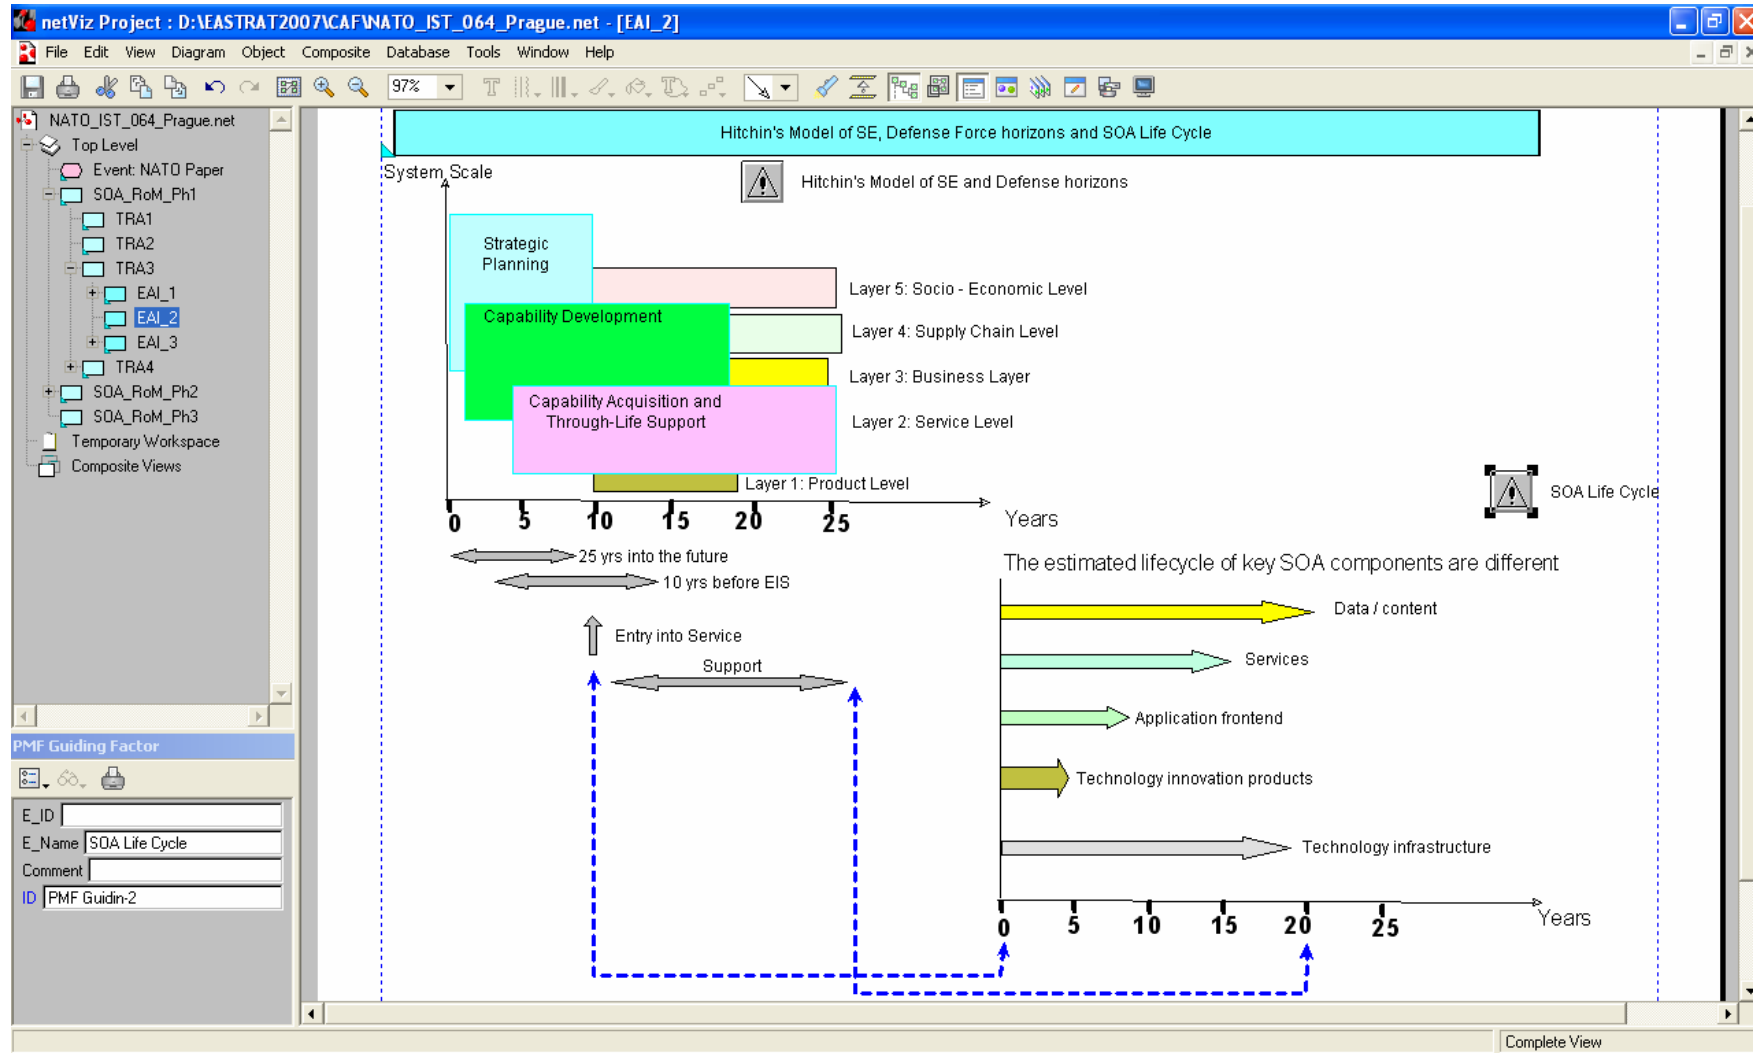 netViz Project : D:\EASTRAT2007\CAF\NATO_IST_064_Prague.net - [EAI_2]
File Edit View Diagram Object Composite Database Tools Window Help
97%
NATO_IST_064_Prague.net
Top Level
Event: NATO Paper
SOA_RoM_Ph1
TRA1
TRA2
TRA3
EAI_1
EAI_2
EAI_3
TRA4
SOA_RoM_Ph2
SOA_RoM_Ph3
Temporary Workspace
Composite Views
PMF Guiding Factor
E_ID
E_Name SOA Life Cycle
Comment
ID PMF Guidin-2
Hitchin's Model of SE, Defense Force horizons and SOA Life Cycle
System Scale
Hitchin's Model of SE and Defense horizons
Strategic
Planning
Layer 5: Socio - Economic Level
Capability Development
Layer 4: Supply Chain Level
Layer 3: Business Layer
Capability Acquisition and
Through-Life Support
Layer 2: Service Level
Layer 1: Product Level
SOA Life Cycle
0 5 10 15 20 25
Years
25 yrs into the future
10 yrs before EIS
Entry into Service
Support
The estimated lifecycle of key SOA components are different
Data / content
Services
Application frontend
Technology innovation products
Technology infrastructure
0 5 10 15 20 25
Years
Complete View